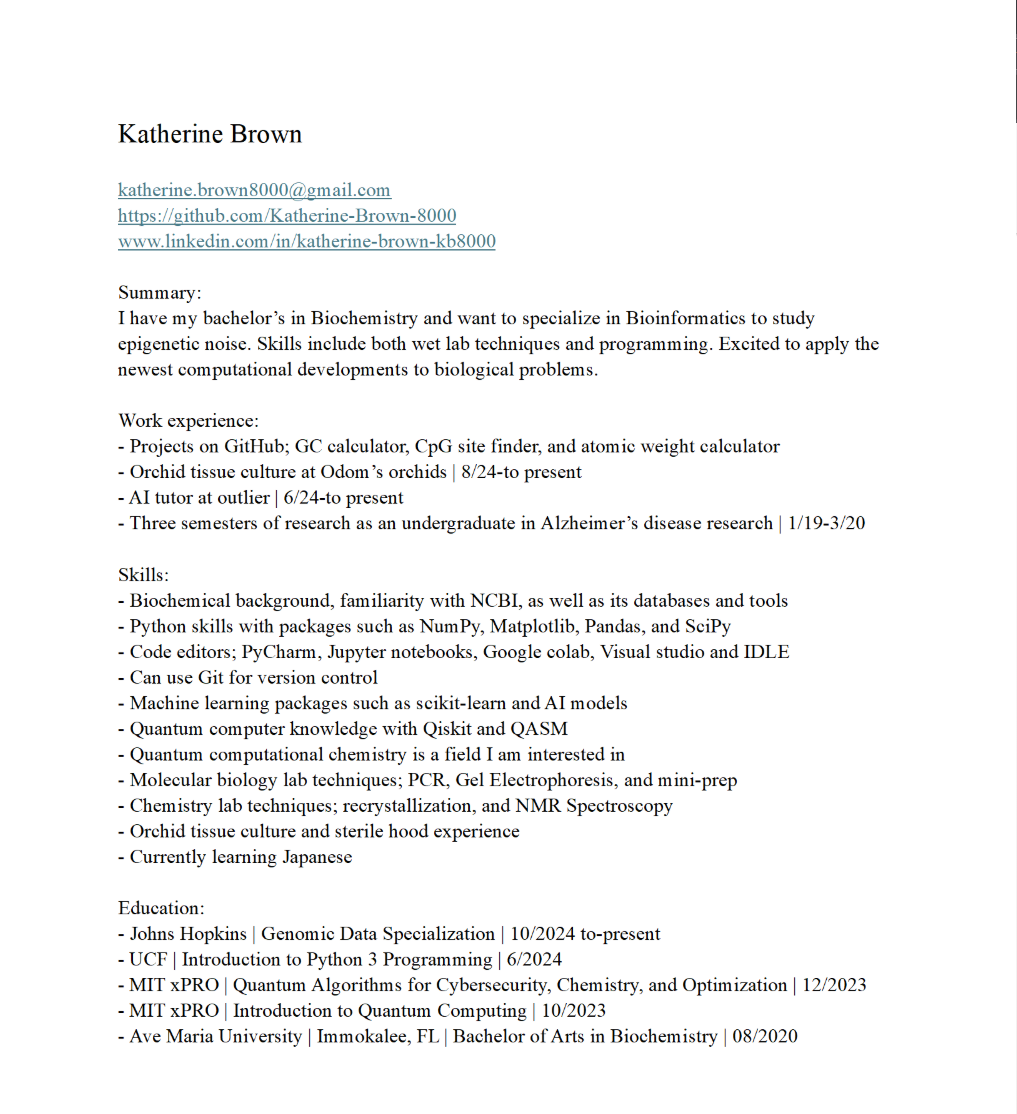 Katherine Brown
katherine.brown8000@gmail.com
https://github.com/Katherine-Brown-8000
www.linkedin.com/in/katherine-brown-kb8000
Summary:
I have my bachelor’s in Biochemistry and want to specialize in Bioinformatics to study
epigenetic noise. Skills include both wet lab techniques and programming. Excited to apply the
newest computational developments to biological problems.
Work experience:
- Projects on GitHub; GC calculator, CpG site finder, and atomic weight calculator
- Orchid tissue culture at Odom’s orchids | 8/24-to present
- AI tutor at outlier | 6/24-to present
- Three semesters of research as an undergraduate in Alzheimer’s disease research | 1/19-3/20
Skills:
- Biochemical background, familiarity with NCBI, as well as its databases and tools
- Python skills with packages such as NumPy, Matplotlib, Pandas, and SciPy
- Code editors; PyCharm, Jupyter notebooks, Google colab, Visual studio and IDLE
- Can use Git for version control
- Machine learning packages such as scikit-learn and AI models
- Quantum computer knowledge with Qiskit and QASM
- Quantum computational chemistry is a field I am interested in
- Molecular biology lab techniques; PCR, Gel Electrophoresis, and mini-prep
- Chemistry lab techniques; recrystallization, and NMR Spectroscopy
- Orchid tissue culture and sterile hood experience
- Currently learning Japanese
Education:
- Johns Hopkins | Genomic Data Specialization | 10/2024 to-present
- UCF | Introduction to Python 3 Programming | 6/2024
- MIT xPRO | Quantum Algorithms for Cybersecurity, Chemistry, and Optimization | 12/2023
- MIT xPRO | Introduction to Quantum Computing | 10/2023
- Ave Maria University | Immokalee, FL | Bachelor of Arts in Biochemistry | 08/2020